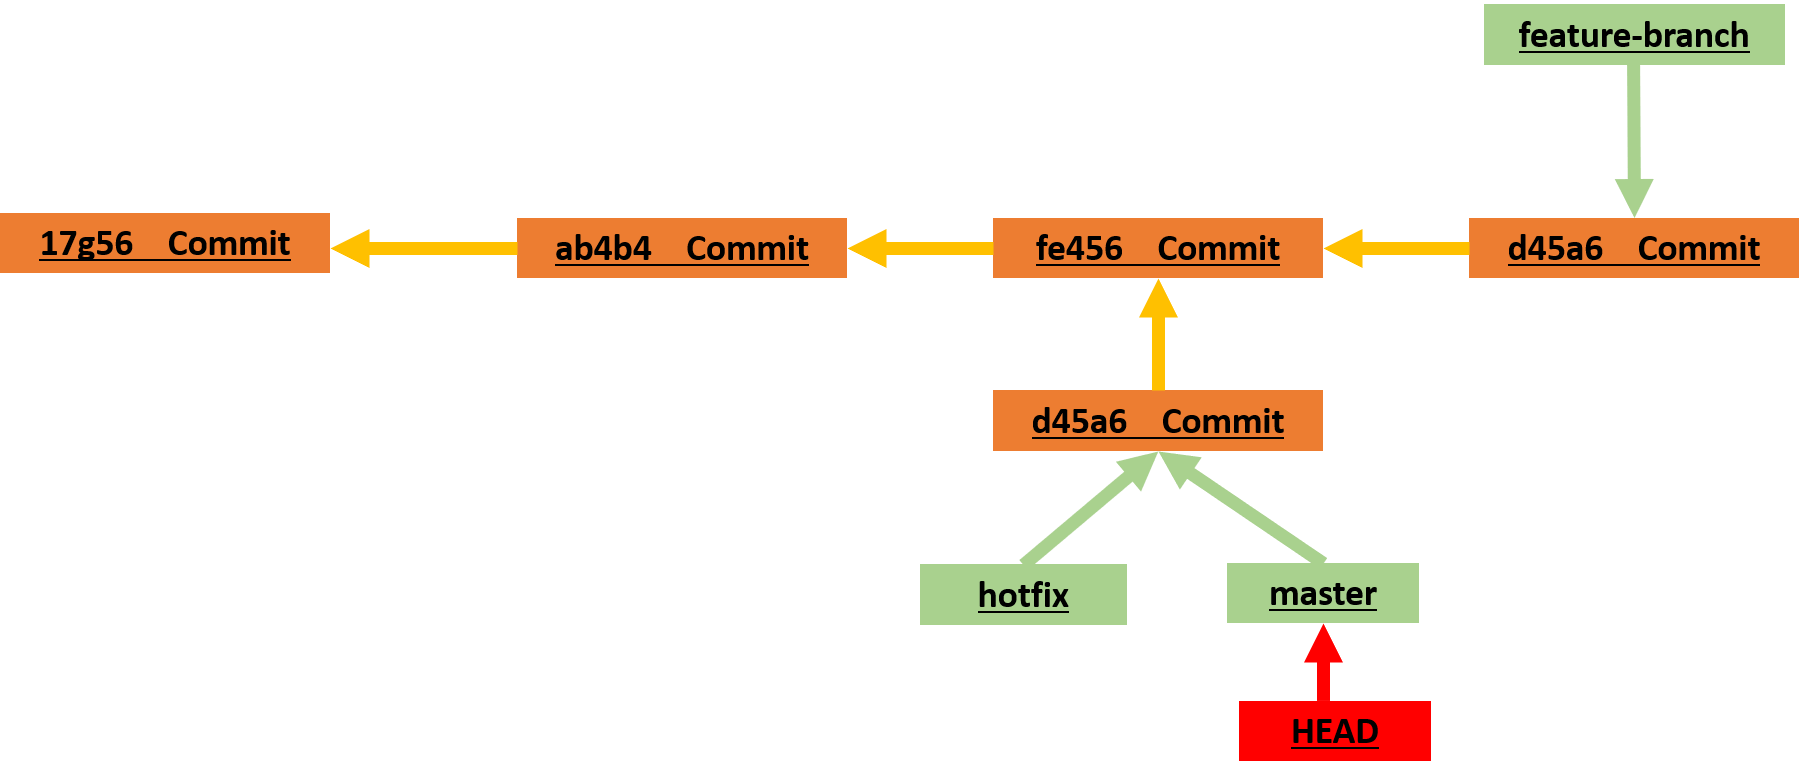 feature-branch
17g56 Commit
ab4b4 Commit
fe456 Commit
d45a6 Commit
d45a6 Commit
hotfix
master
HEAD